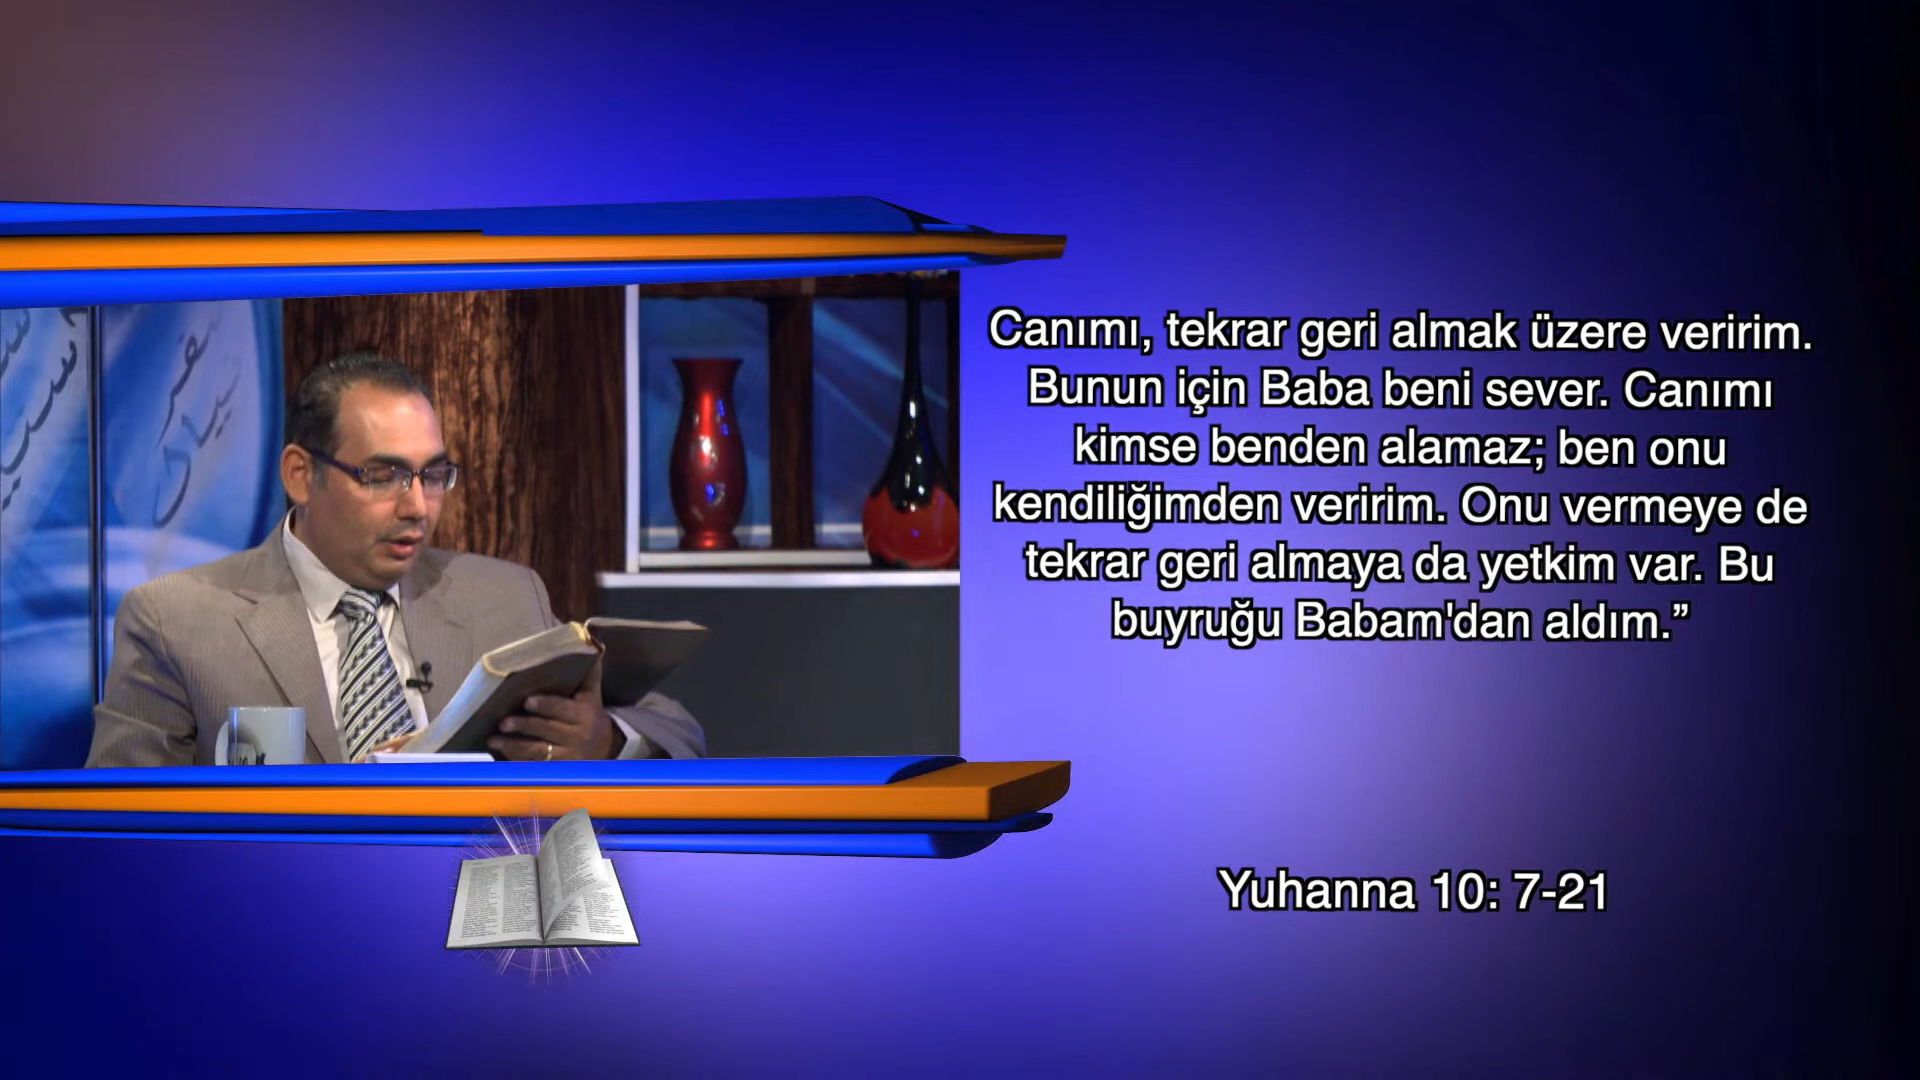 Canımı, tekrar geri almak üzere veririm.
Bunun için Baba beni sever. Canımı
kimse benden alamaz; ben onu
kendiliğimden veririm. Onu vermeye de
tekrar geri almaya da yetkim var. Bu
buyruğu Babam'dan aldım.”
Yuhanna 10: 7-21